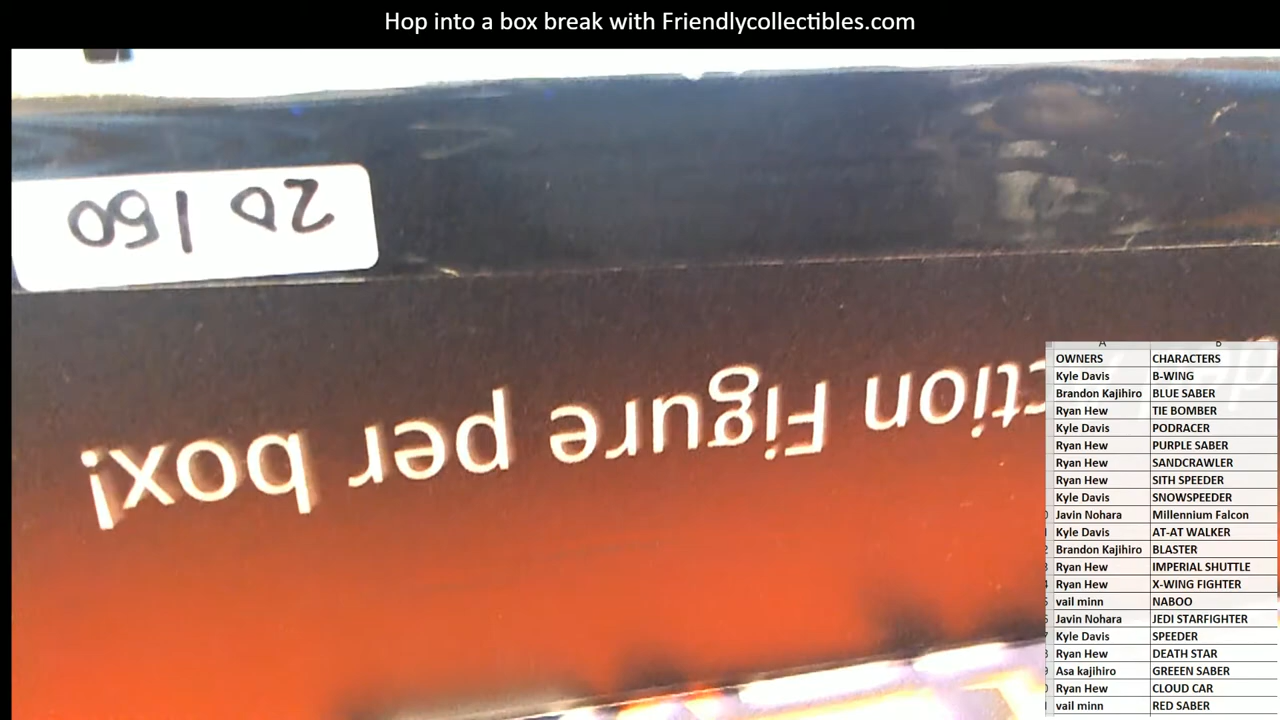 Hop into a box break with Friendlycollectibles.com
20/50
ction Figure per box!
A B
OWNERS CHARACTERS
Kyle Davis B-WING
Brandon Kajihiro BLUE SABER
Ryan Hew TIE BOMBER
Kyle Davis PODRACER
Ryan Hew PURPLE SABER
Ryan Hew SANDCRAWLER
Ryan Hew SITH SPEEDER
Kyle Davis SNOWSPEEDER
Javin Nohara Millennium Falcon
Kyle Davis AT-AT WALKER
Brandon Kajihiro BLASTER
Ryan Hew IMPERIAL SHUTTLE
Ryan Hew X-WING FIGHTER
vail minn NABOO
Javin Nohara JEDI STARFIGHTER
Kyle Davis SPEEDER
Ryan Hew DEATH STAR
Asa kajihiro GREEEN SABER
Ryan Hew CLOUD CAR
vail minn RED SABER